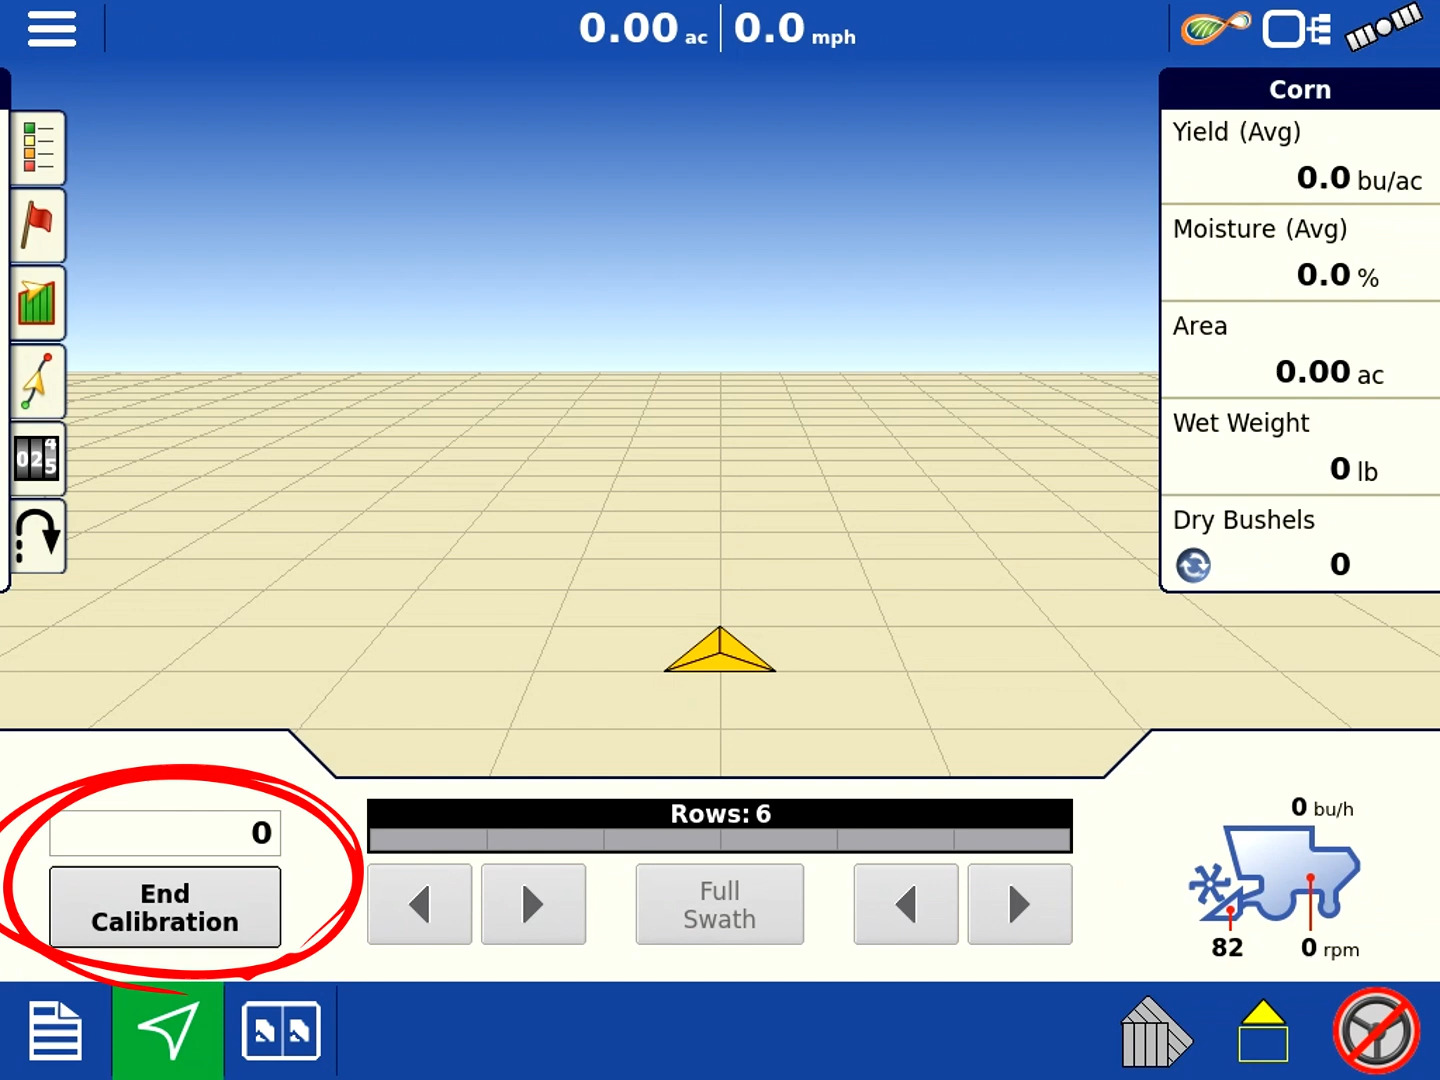 0.00 ac 0.0 mph
Corn
Yield (Avg)
0.0 bu/ac
Moisture (Avg)
0.0 %
Area
0.00 ac
Wet Weight
0 lb
Dry Bushels
0
0
End
Calibration
Rows: 6
Full
Swath
0 bu/h
82
0 rpm